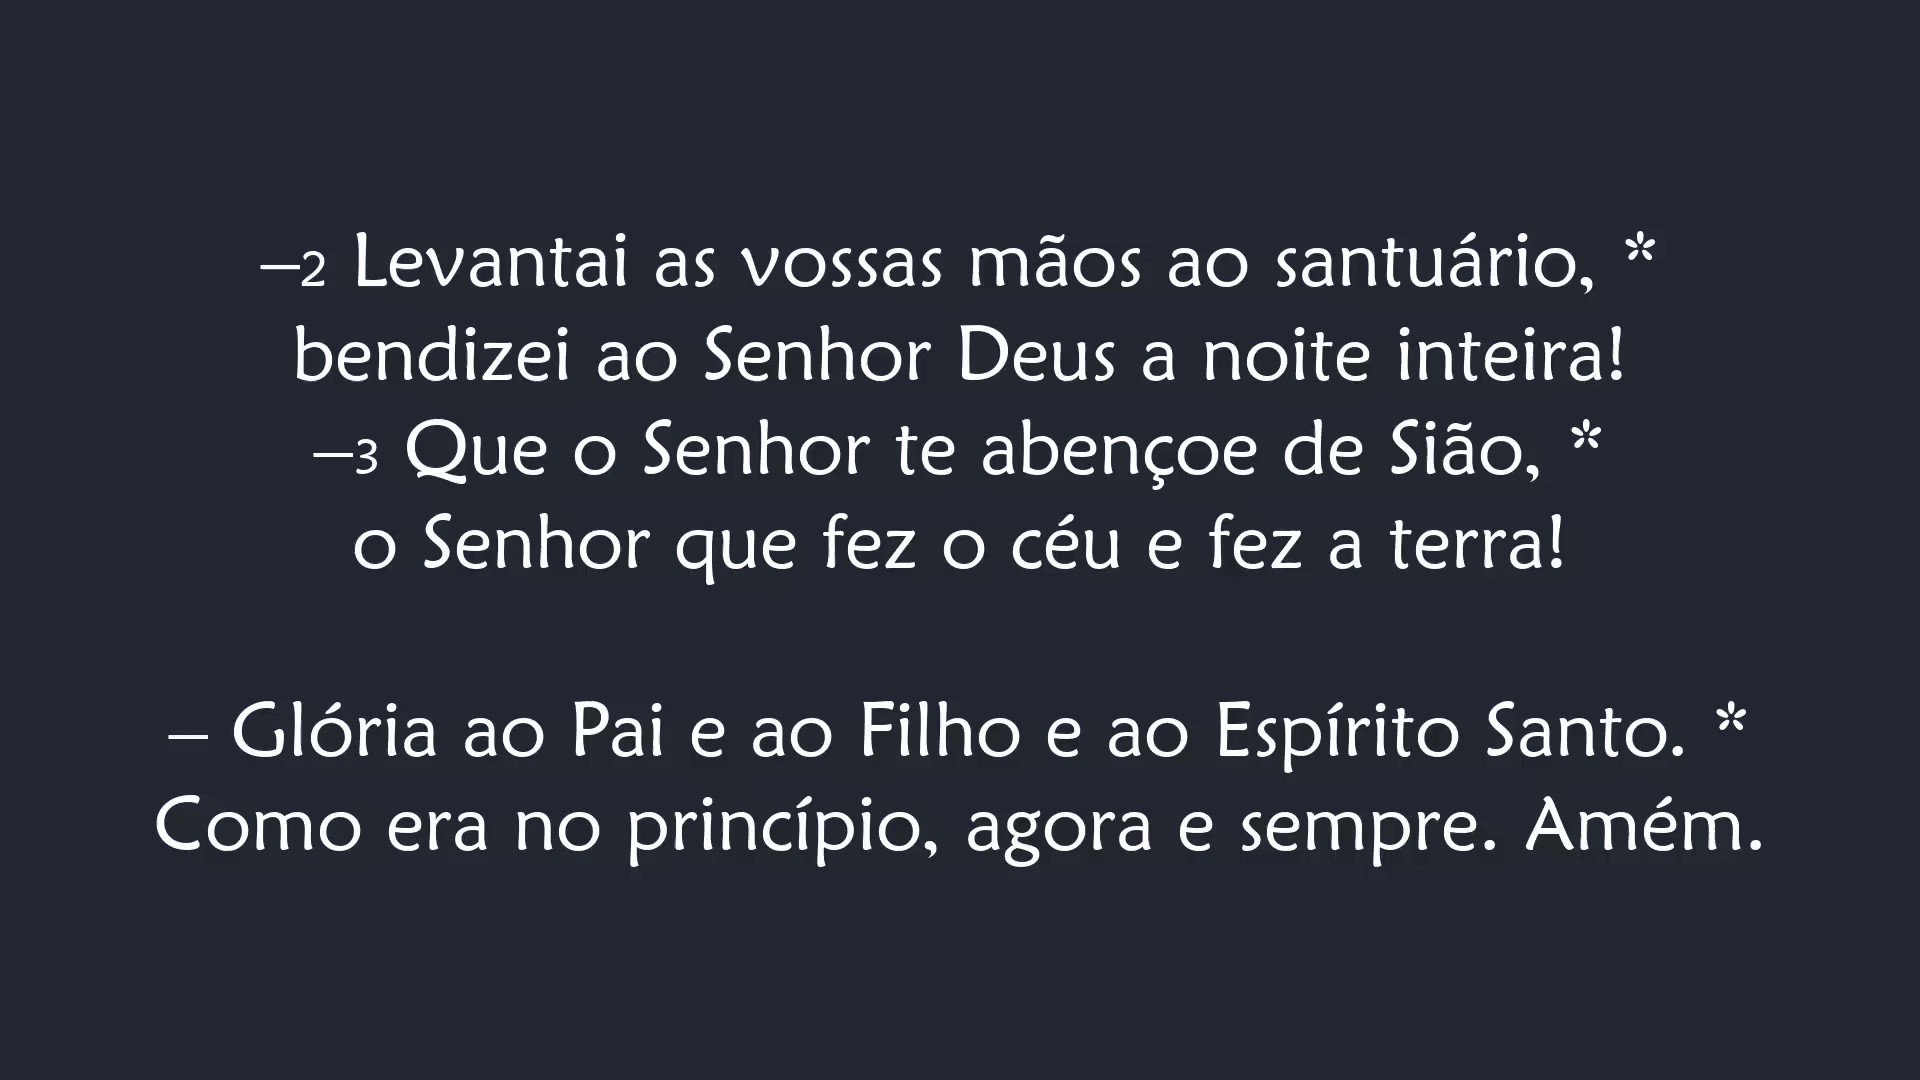 –2 Levantai as vossas mãos ao santuário, *
bendizei ao Senhor Deus a noite inteira!
–3 Que o Senhor te abençoe de Sião, *
o Senhor que fez o céu e fez a terra!
– Glória ao Pai e ao Filho e ao Espírito Santo. *
Como era no princípio, agora e sempre. Amém.